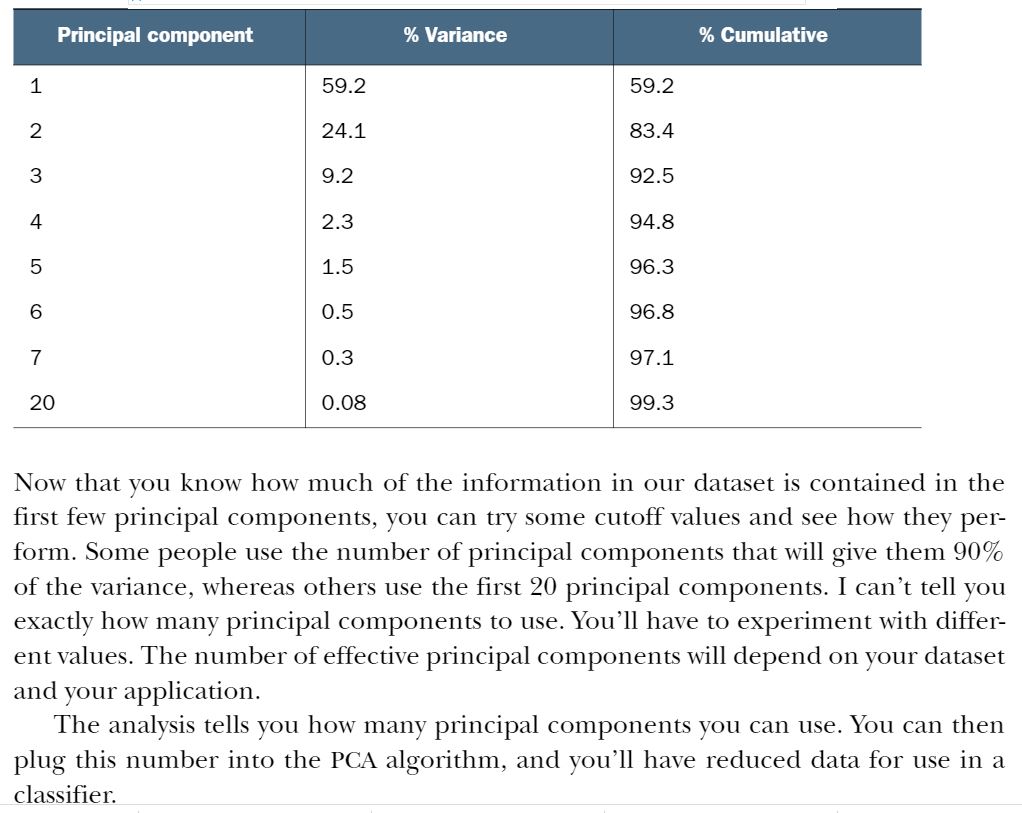 Principal component % Variance % Cumulative
1 59.2 59.2
2 24.1 83.4
3 9.2 92.5
4 2.3 94.8
5 1.5 96.3
6 0.5 96.8
7 0.3 97.1
20 0.08 99.3
Now that you know how much of the information in our dataset is contained in the
first few principal components, you can try some cutoff values and see how they per-
form. Some people use the number of principal components that will give them 90%
of the variance, whereas others use the first 20 principal components. I can’t tell you
exactly how many principal components to use. You’ll have to experiment with differ-
ent values. The number of effective principal components will depend on your dataset
and your application.
The analysis tells you how many principal components you can use. You can then
plug this number into the PCA algorithm, and you’ll have reduced data for use in a
classifier.